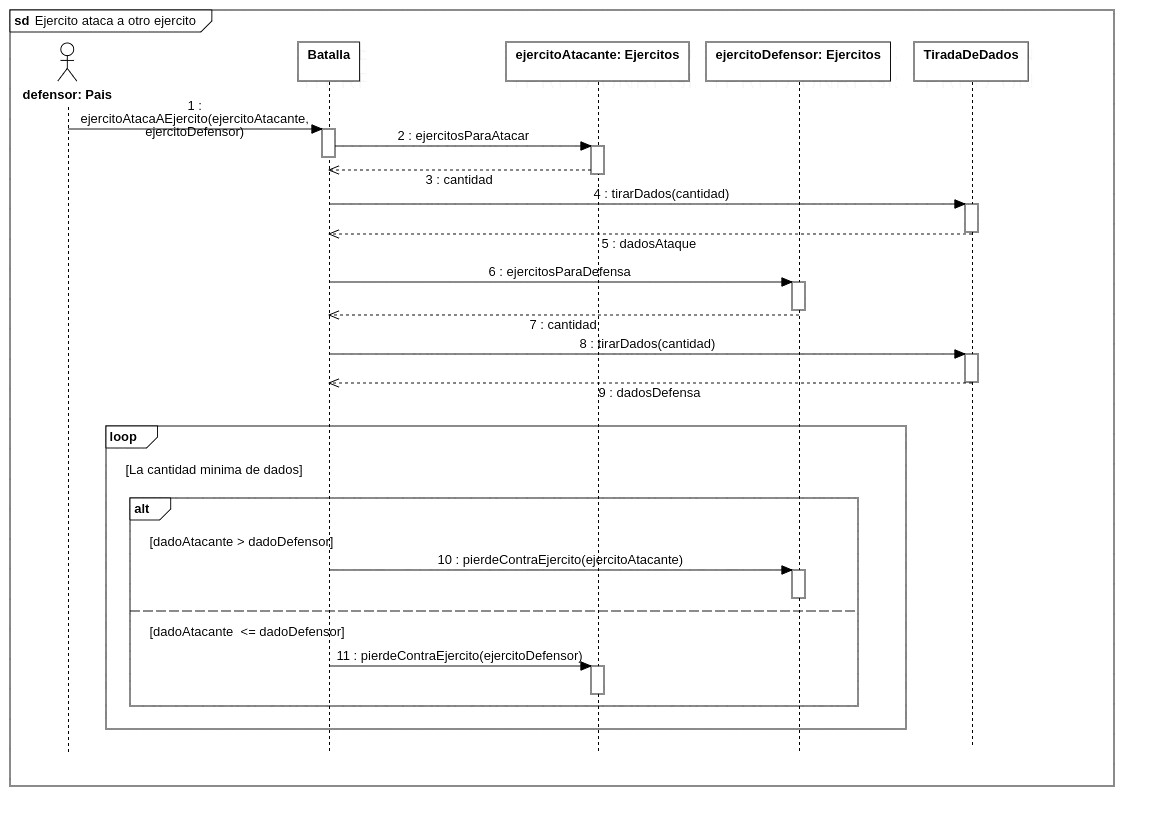 sd Ejercito ataca a otro ejercito
Batalla
ejercitoAtacante: Ejercitos
ejercitoDefensor: Ejercitos
TiradaDeDados
defensor: Pais
1 :
ejercitoAtacaAEjercito(ejercitoAtacante,
ejercitoDefensor)
2 : ejercitosParaAtacar
3 : cantidad
4 : tirarDados(cantidad)
5 : dadosAtaque
6 : ejercitosParaDefensa
7 : cantidad
8 : tirarDados(cantidad)
9 : dadosDefensa
loop
[La cantidad minima de dados]
alt
[dadoAtacante > dadoDefensor]
10 : pierdeContraEjercito(ejercitoAtacante)
[dadoAtacante  <= dadoDefensor]
11 : pierdeContraEjercito(ejercitoDefensor)